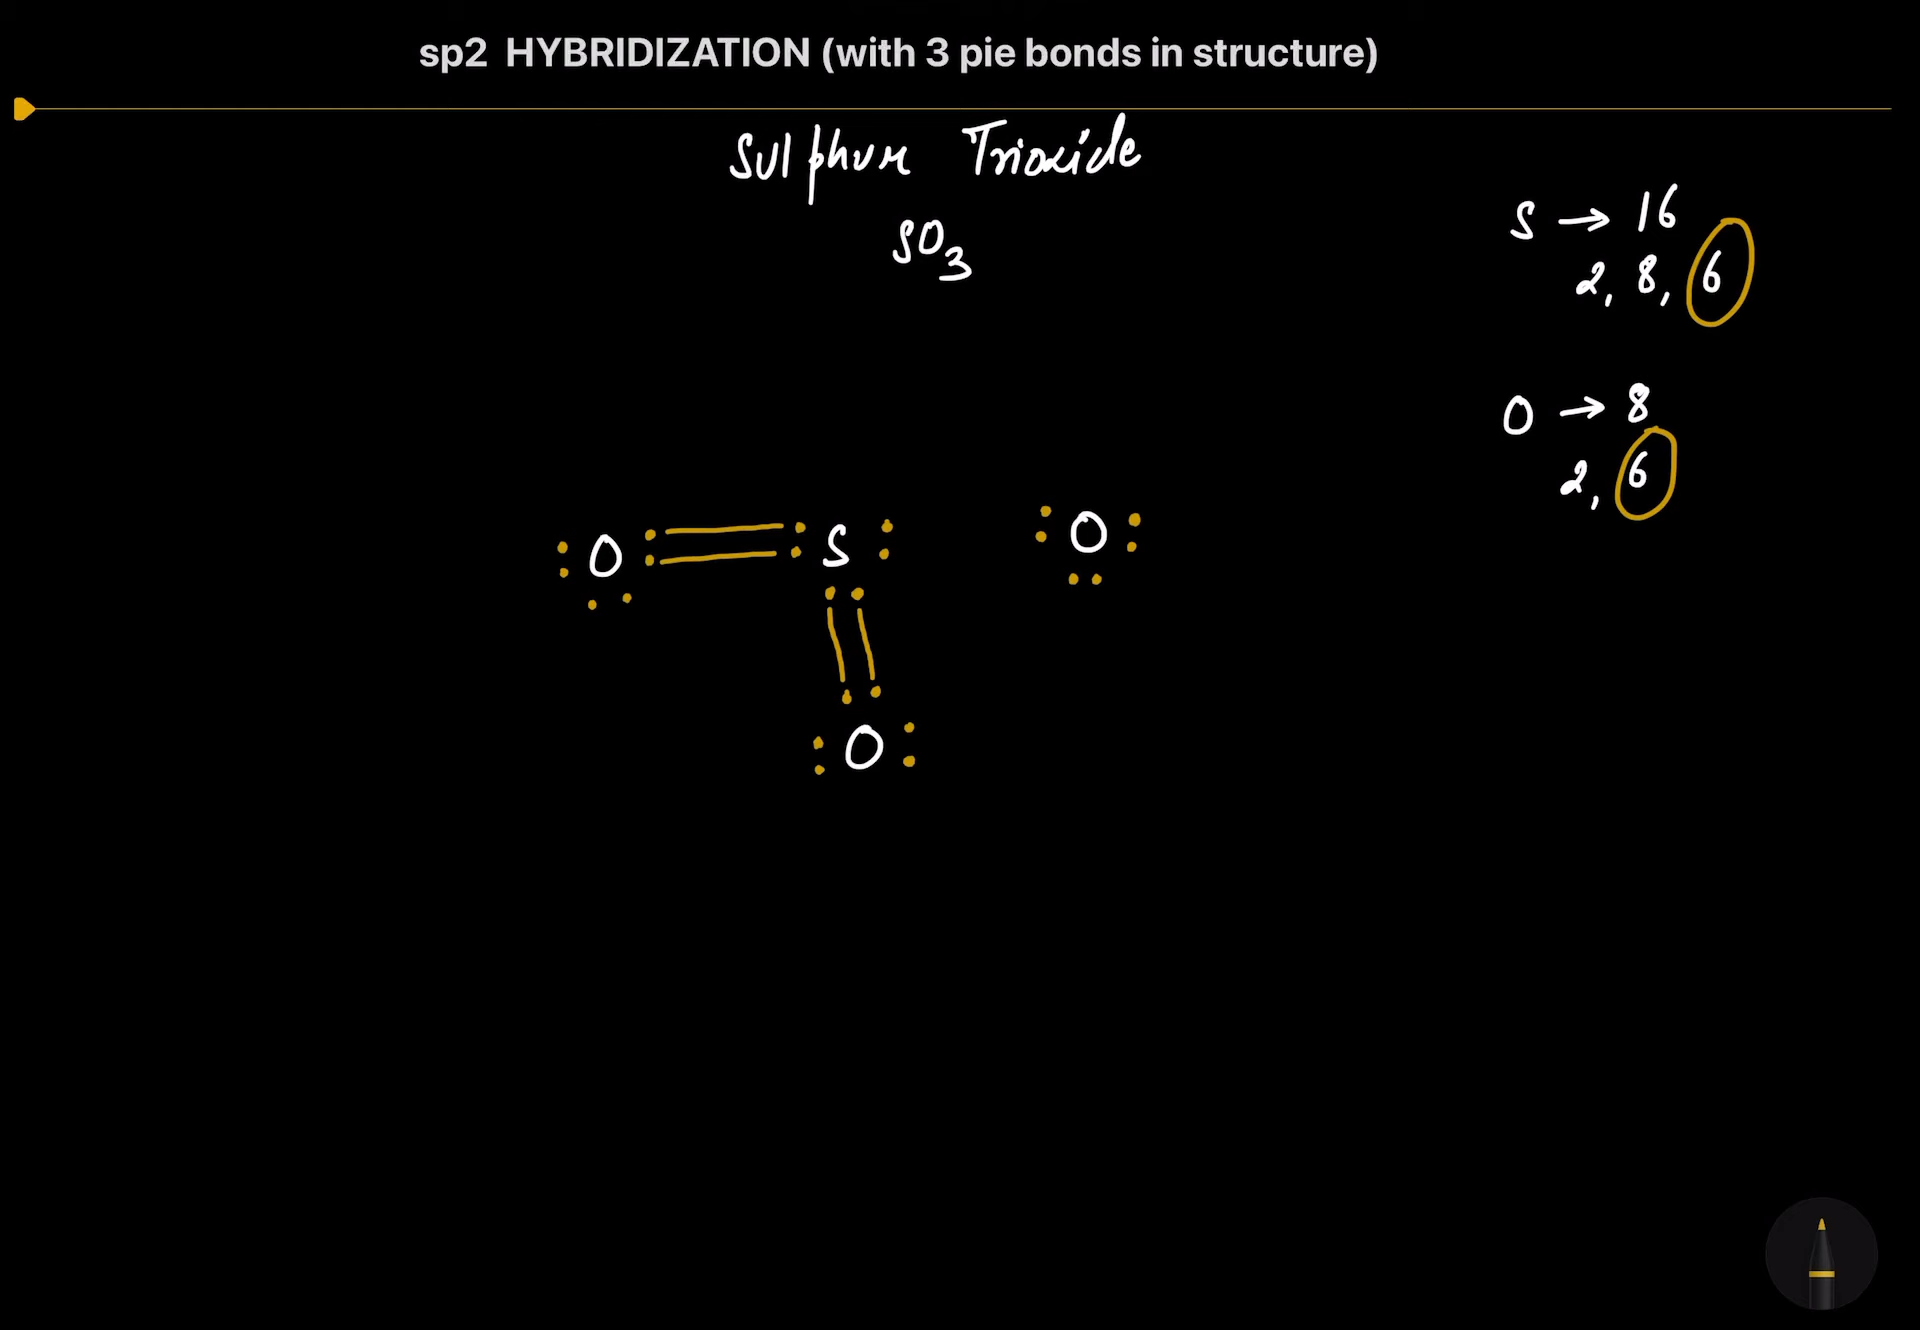 sp2 HYBRIDIZATION (with 3 pie bonds in structure)
Sulphur Trioxide
SO3
S → 16
2, 8, 6
O → 8
2, 6
O S O
O